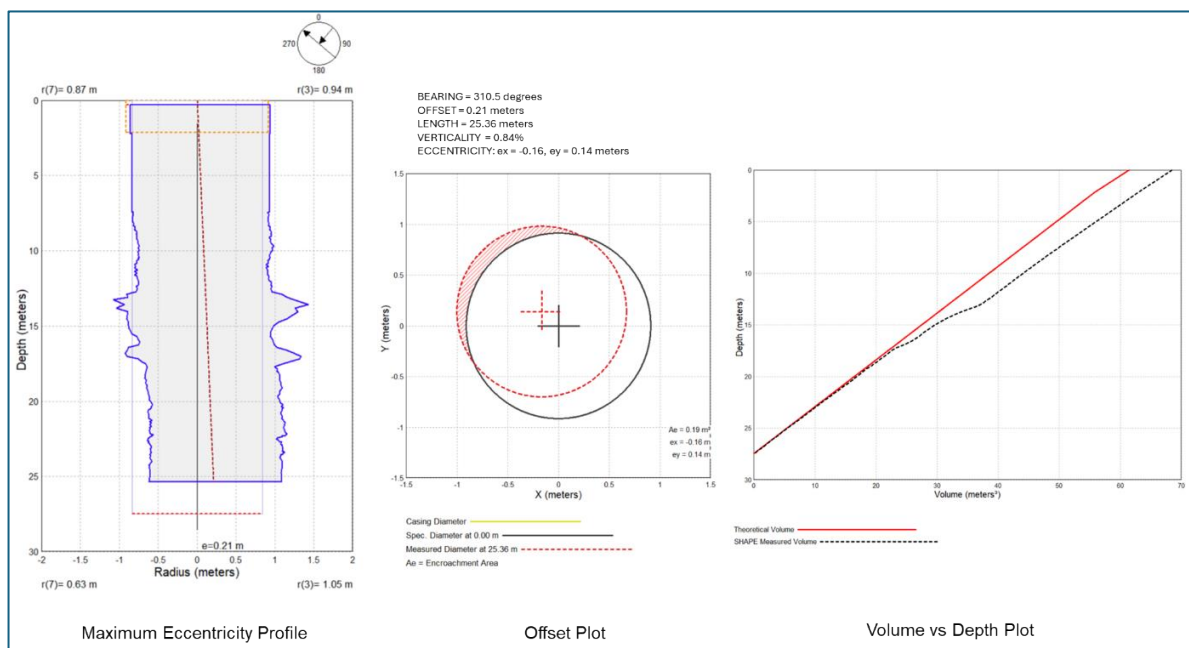 0
270
90
180
r(7)= 0.87 m
r(3)= 0.94 m
0
5
10
15
20
25
30
Depth (meters)
-2
-1.5
-1
-0.5
0
0.5
1
1.5
2
e=0.21 m
Radius (meters)
r(7)= 0.63 m
r(3)= 1.05 m
Maximum Eccentricity Profile
BEARING = 310.5 degrees
OFFSET = 0.21 meters
LENGTH = 25.36 meters
VERTICALITY = 0.84%
ECCENTRICITY: ex = -0.16, ey = 0.14 meters
1.5
1
0.5
0
-0.5
-1
-1.5
Y (meters)
Ae = 0.19 m²
ex = -0.16 m
ey = 0.14 m
-1.5
-1
-0.5
0
0.5
1
1.5
X (meters)
Casing Diameter
Spec. Diameter at 0.00 m
Measured Diameter at 25.36 m
Ae = Encroachment Area
Offset Plot
0
5
10
15
20
25
30
Depth (meters)
0
10
20
30
40
50
60
70
Volume (meters³)
Theoretical Volume
SHAPE Measured Volume
Volume vs Depth Plot